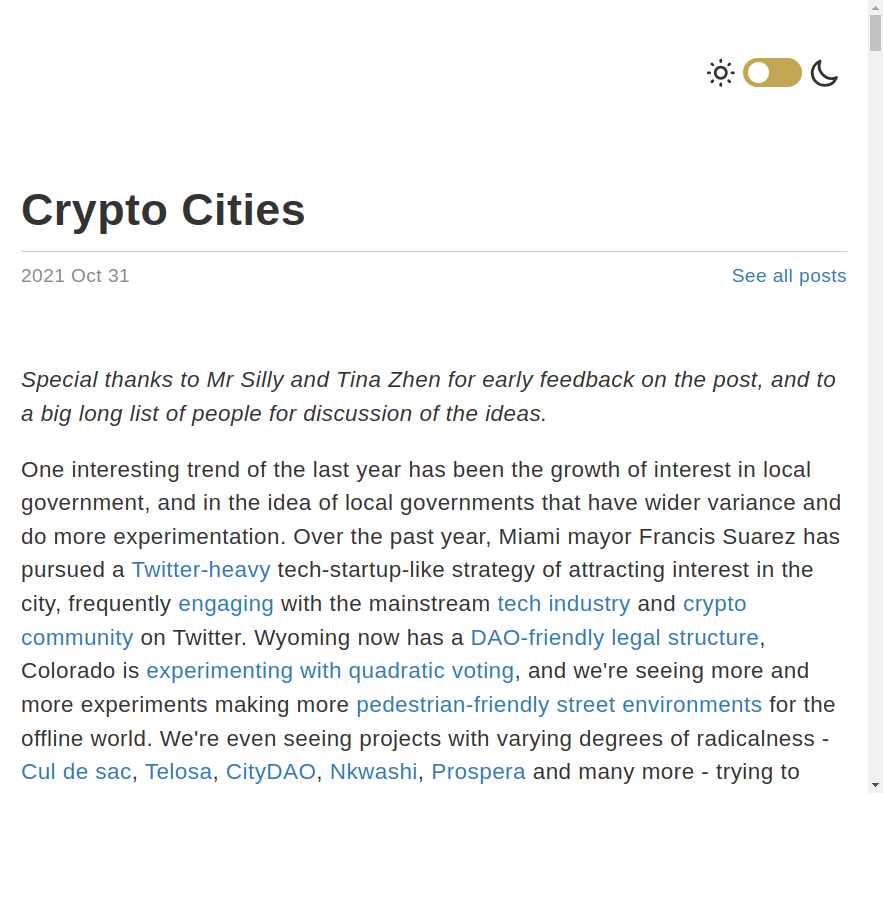 Crypto Cities
2021 Oct 31
See all posts
Special thanks to Mr Silly and Tina Zhen for early feedback on the post, and to
a big long list of people for discussion of the ideas.
One interesting trend of the last year has been the growth of interest in local
government, and in the idea of local governments that have wider variance and
do more experimentation. Over the past year, Miami mayor Francis Suarez has
pursued a Twitter-heavy tech-startup-like strategy of attracting interest in the
city, frequently engaging with the mainstream tech industry and crypto
community on Twitter. Wyoming now has a DAO-friendly legal structure,
Colorado is experimenting with quadratic voting, and we're seeing more and
more experiments making more pedestrian-friendly street environments for the
offline world. We're even seeing projects with varying degrees of radicalness -
Cul de sac, Telosa, CityDAO, Nkwashi, Prospera and many more - trying to